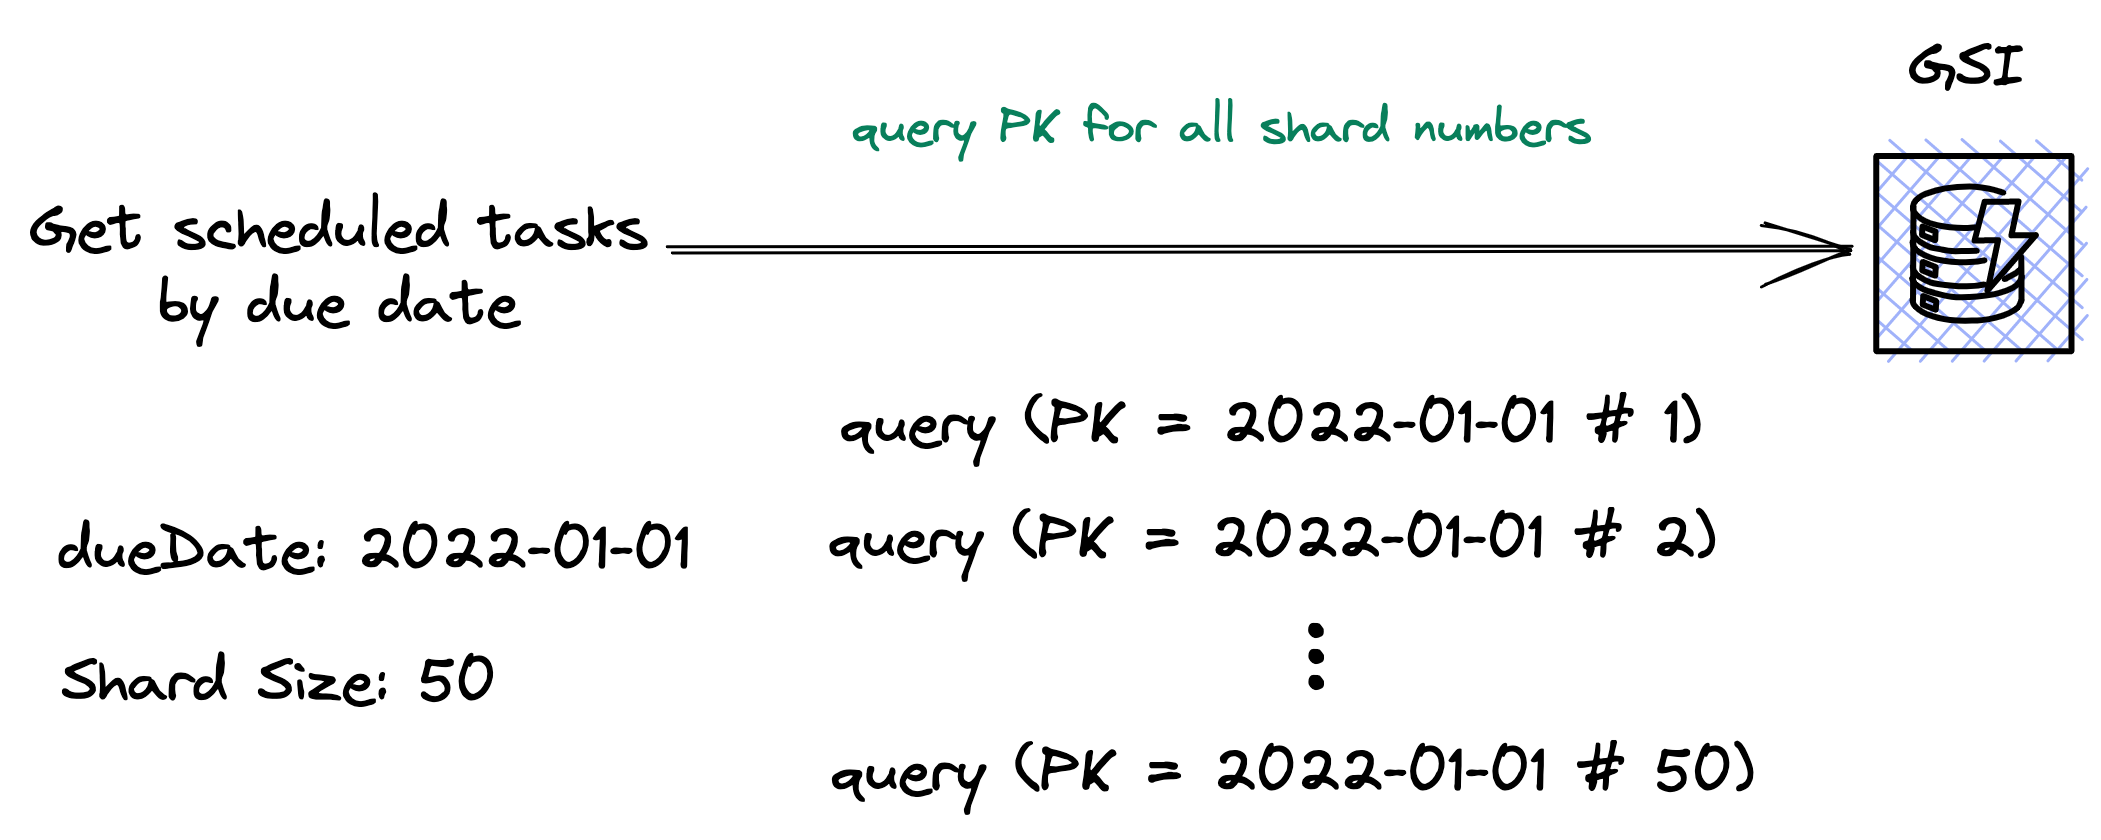 GSI
query PK for all shard numbers
Get scheduled tasks
by due date
query (PK = 2022-01-01 # 1)
dueDate: 2022-01-01
query (PK = 2022-01-01 # 2)
Shard Size: 50
query (PK = 2022-01-01 # 50)